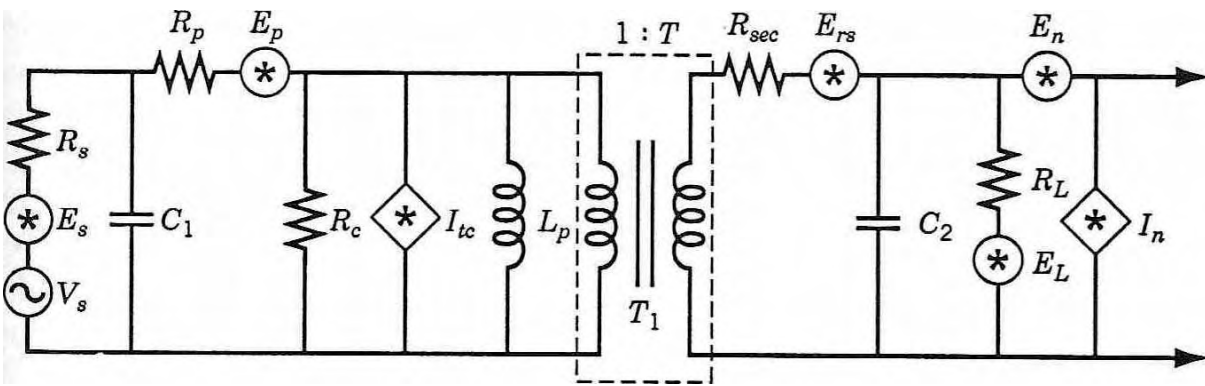 R_p
E_p
1 : T
R_sec
E_rs
E_n
R_s
E_s
V_s
C_1
R_c
I_tc
L_p
T_1
C_2
R_L
E_L
I_n